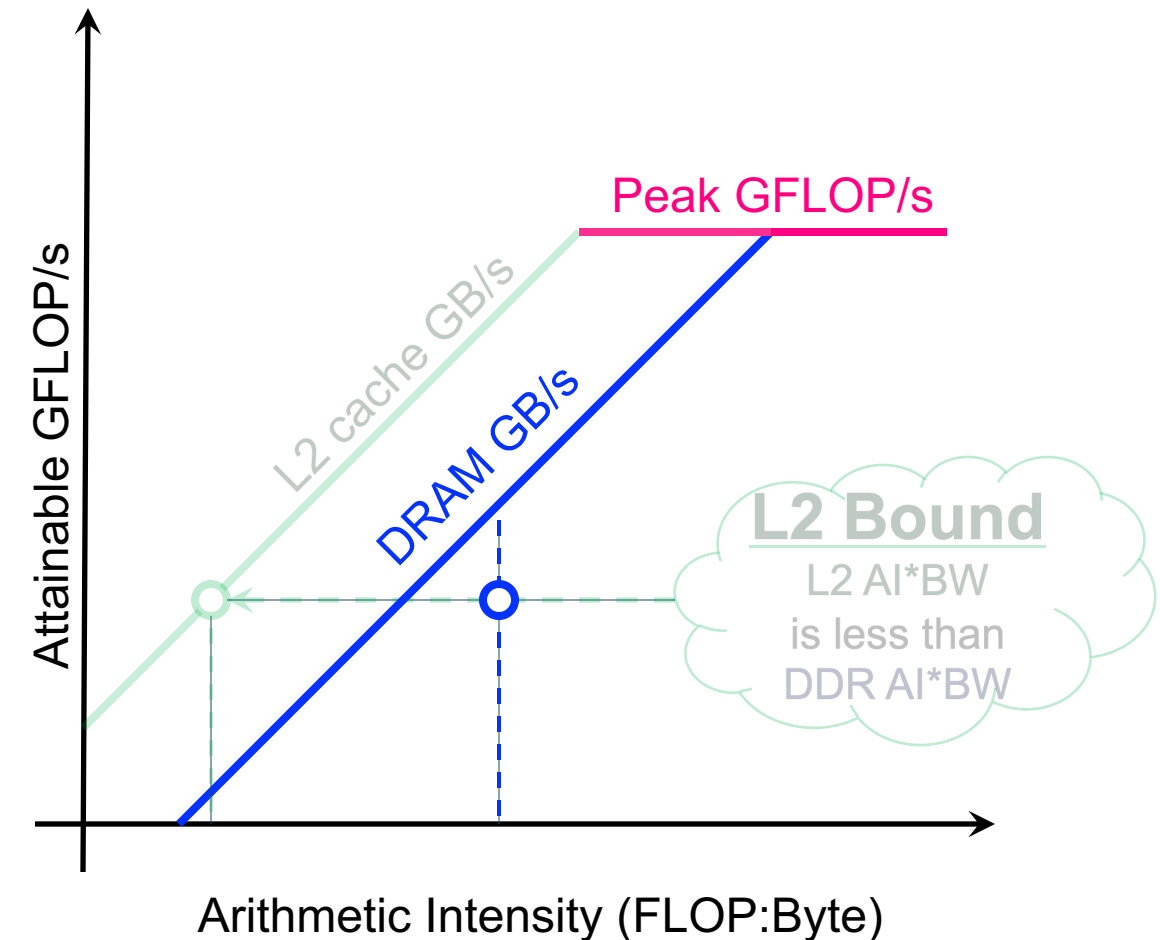 Peak GFLOP/s
Attainable GFLOP/s
L2 cache GB/s
DRAM GB/s
L2 Bound
L2 AI*BW
is less than
DDR AI*BW
Arithmetic Intensity (FLOP:Byte)